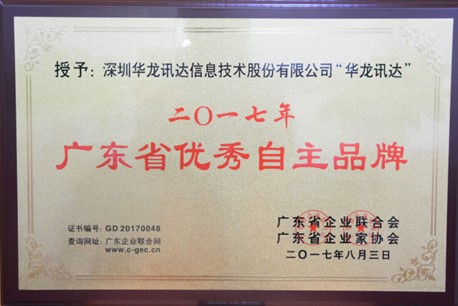 授予：深圳华龙讯达信息技术股份有限公司“华龙讯达”
二〇一七年
广东省优秀自主品牌
证书编号：GD 20170048
查询网址：广东企业联合网
www.c-gec.cn
广东省企业联合会
广东省企业家协会
二〇一七年八月三日